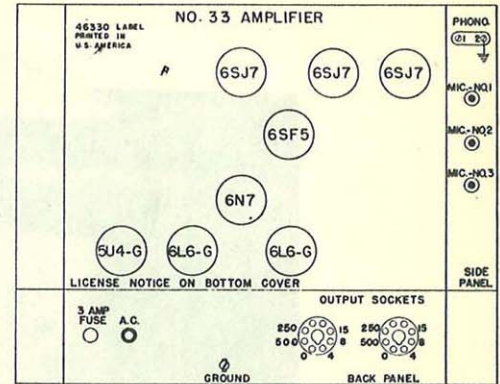 NO. 33 AMPLIFIER
46330 LABEL
PRINTED IN
U.S. AMERICA
PHONO.
1 2
6SJ7 6SJ7 6SJ7
MIC.-NO.1
6SF5
MIC.-NO.2
6N7
MIC.-NO.3
5U4-G 6L6-G 6L6-G
LICENSE NOTICE ON BOTTOM COVER
SIDE
PANEL
OUTPUT SOCKETS
3 AMP
FUSE A.C.
250 15 250 15
500 8 500 8
0 4 0 4
GROUND BACK PANEL